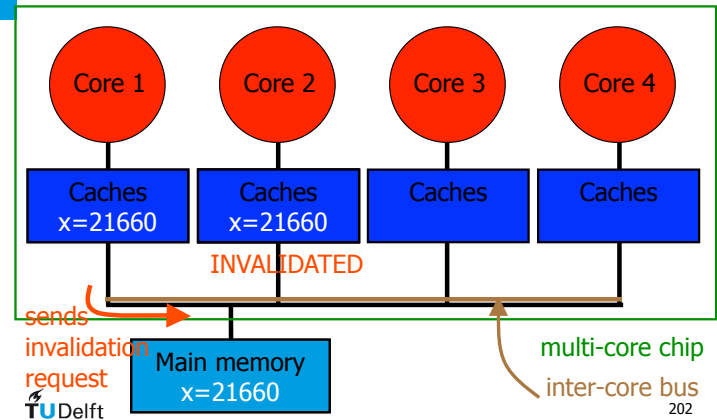 Core 1
Core 2
Core 3
Core 4
Caches
x=21660
Caches
x=21660
Caches
Caches
INVALIDATED
sends
invalidation
request
Main memory
x=21660
multi-core chip
inter-core bus
TUDelft
202